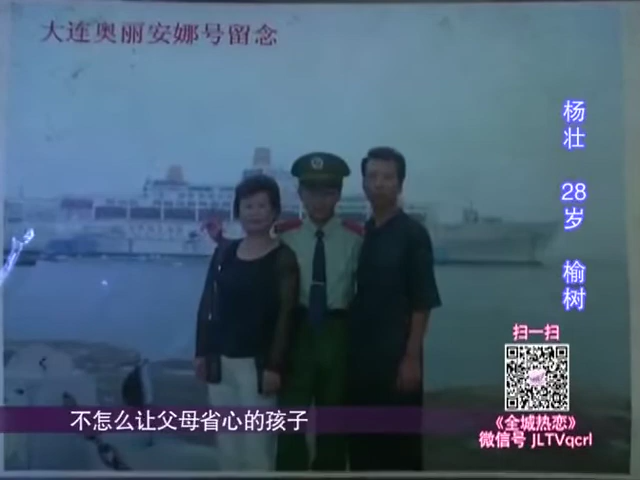 大连奥丽安娜号留念
杨壮
28岁
榆树
扫一扫
《全城热恋》
微信号 JLTVqcrl
不怎么让父母省心的孩子